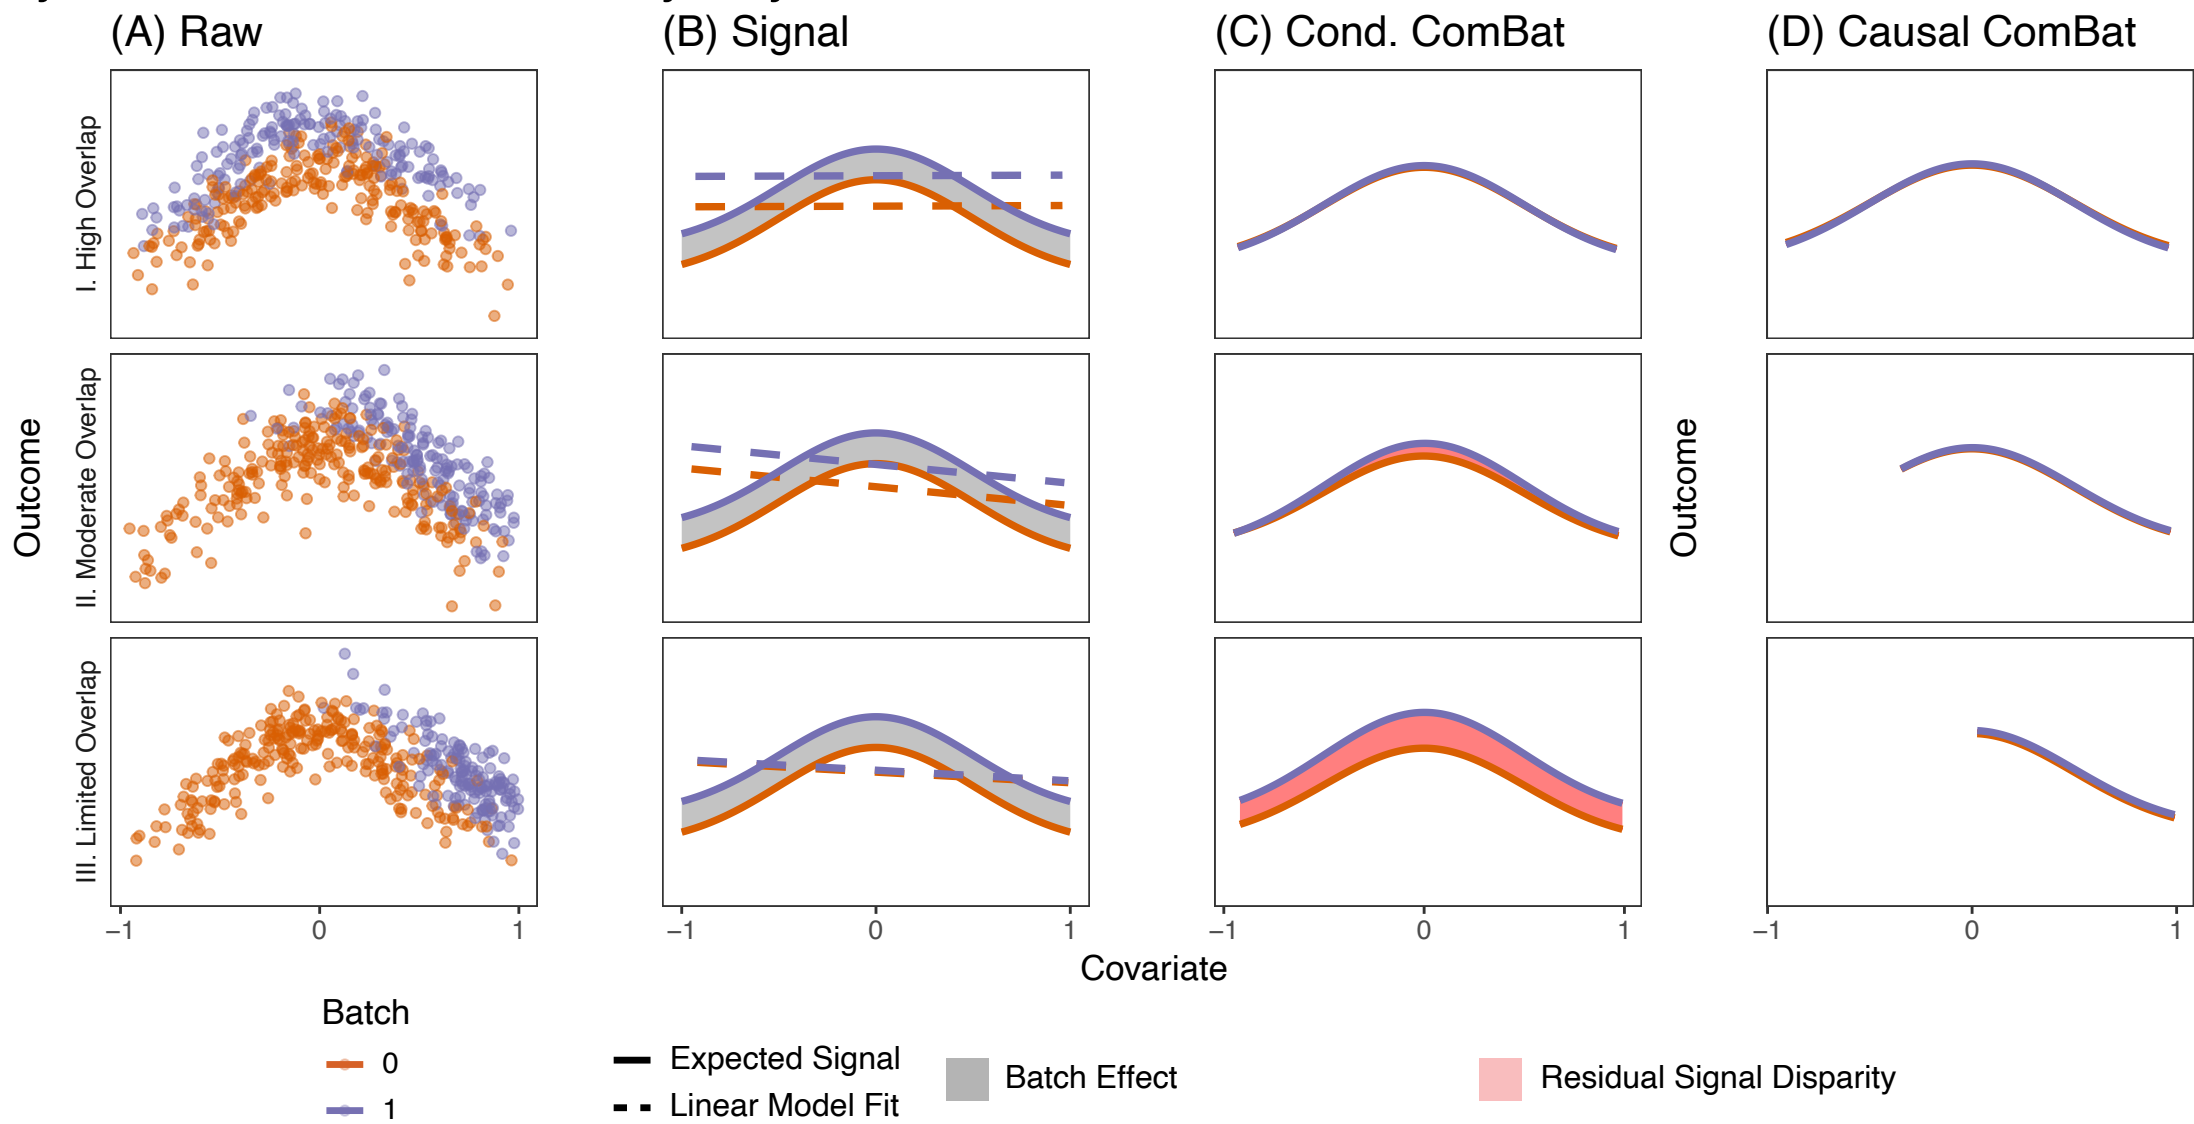 (A) Raw
(B) Signal
(C) Cond. ComBat
(D) Causal ComBat
I. High Overlap
II. Moderate Overlap
III. Limited Overlap
Outcome
Outcome
−1 0 1
−1 0 1
−1 0 1
−1 0 1
Covariate
Batch
0
1
Expected Signal
Linear Model Fit
Batch Effect
Residual Signal Disparity